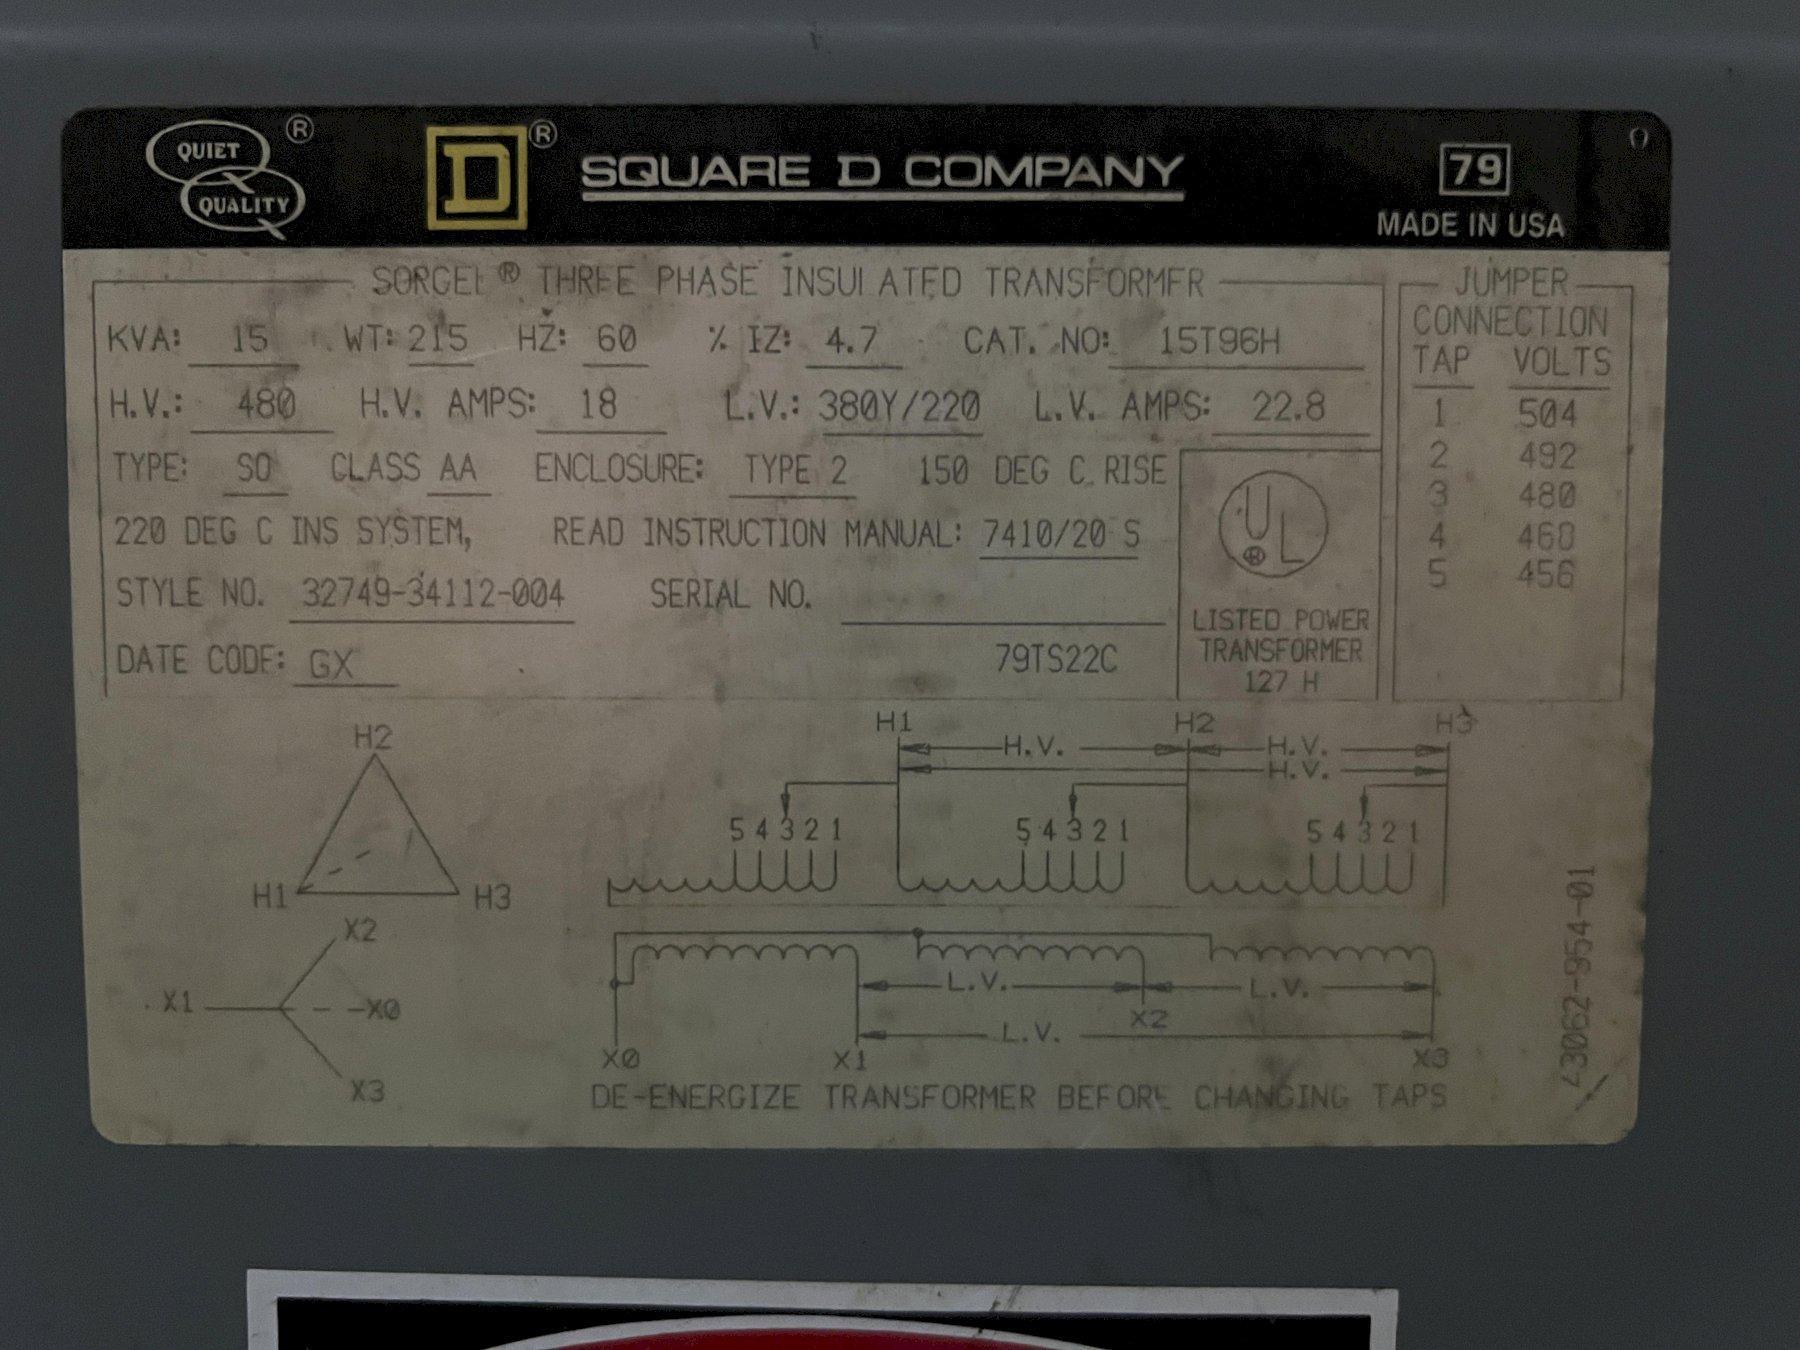 QUIET QUALITY ®
D ® SQUARE D COMPANY
79
MADE IN USA
SORGEL ® THREE PHASE INSULATED TRANSFORMER
KVA: 15 WT: 215 HZ: 60 % IZ: 4.7 CAT. NO: 15T96H
H.V.: 480 H.V. AMPS: 18 L.V.: 380Y/220 L.V. AMPS: 22.8
TYPE: SO CLASS AA ENCLOSURE: TYPE 2 150 DEG C RISE
220 DEG C INS SYSTEM, READ INSTRUCTION MANUAL: 7410/20 S
STYLE NO. 32749-34112-004 SERIAL NO.
DATE CODE: GX 79TS22C
UL ®
LISTED POWER
TRANSFORMER
127 H
JUMPER
CONNECTION
TAP VOLTS
1 504
2 492
3 480
4 468
5 456
H2
H1 H3
X2
X1 X0
X3
H1 H2 H3
H.V. H.V.
H.V.
5 4 3 2 1 5 4 3 2 1 5 4 3 2 1
L.V. L.V.
X2
L.V.
X0 X1 X3
DE-ENERGIZE TRANSFORMER BEFORE CHANGING TAPS
43062-954-01